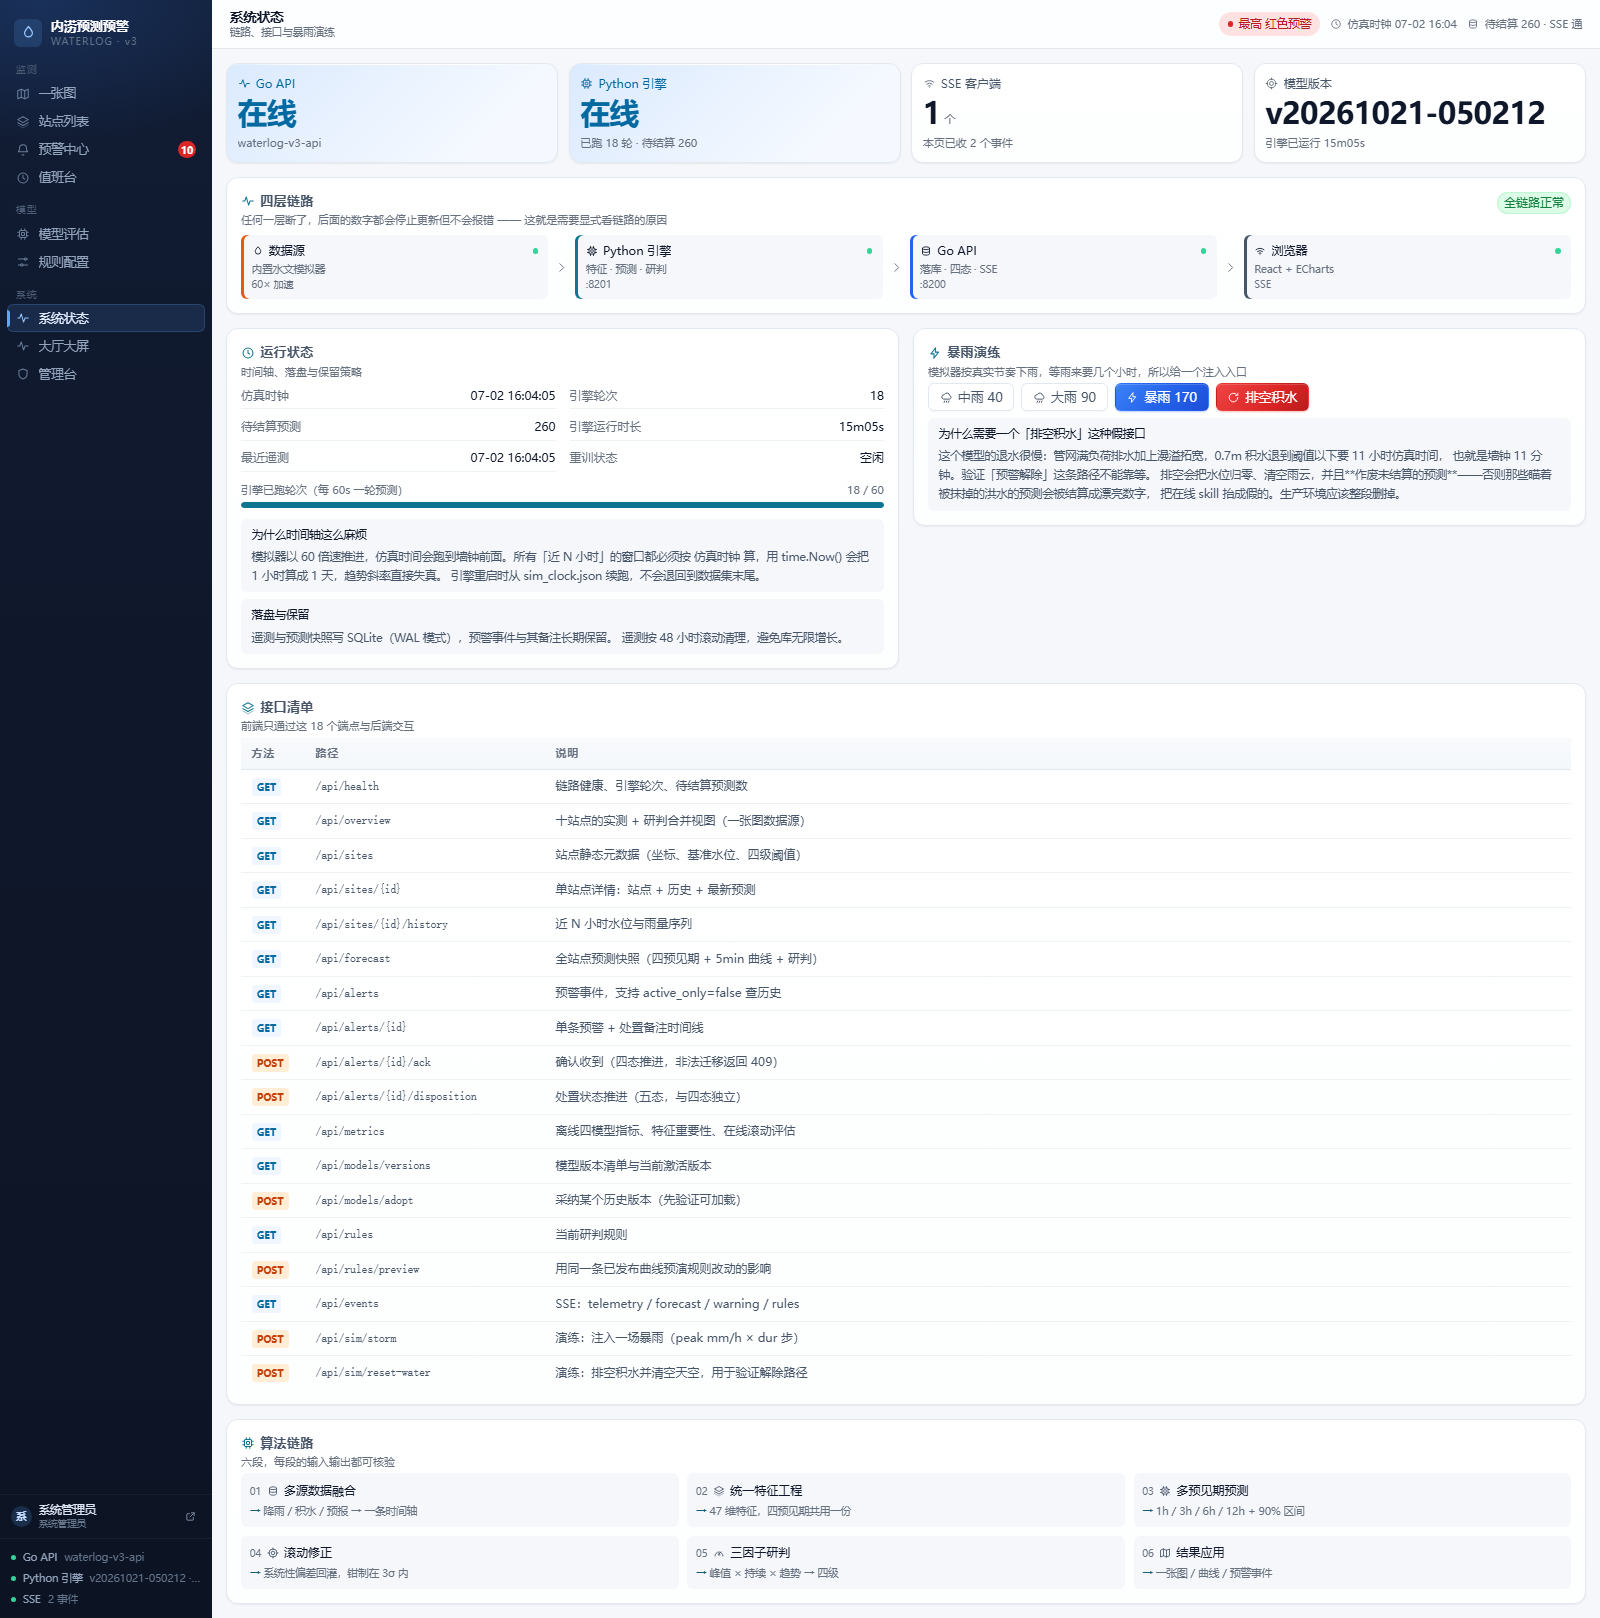 内涝预测预警
WATERLOG · v3
监测
一张图
站点列表
预警中心
10
值班台
模型
模型评估
规则配置
系统
系统状态
大厅大屏
管理台
系
系统管理员
系统管理员
Go API waterlog-v3-api
Python 引擎 v20261021-050212 ·...
SSE 2 事件
系统状态
链路、接口与暴雨演练
最高 红色预警
仿真时钟 07-02 16:04
待结算 260 · SSE 通
Go API
在线
waterlog-v3-api
Python 引擎
在线
已跑 18 轮 · 待结算 260
SSE 客户端
1 个
本页已收 2 个事件
模型版本
v20261021-050212
引擎已运行 15m05s
四层链路
任何一层断了，后面的数字都会停止更新但不会报错 —— 这就是需要显式看链路的原因
全链路正常
数据源
内置水文模拟器
60× 加速
Python 引擎
特征 · 预测 · 研判
:8201
Go API
落库 · 四态 · SSE
:8200
浏览器
React + ECharts
SSE
运行状态
时间轴、落盘与保留策略
仿真时钟 07-02 16:04:05
引擎轮次 18
待结算预测 260
引擎运行时长 15m05s
最近遥测 07-02 16:04:05
重训状态 空闲
引擎已跑轮次（每 60s 一轮预测） 18 / 60
为什么时间轴这么麻烦
模拟器以 60 倍速推进，仿真时间会跑到墙钟前面。所有「近 N 小时」的窗口都必须按 仿真时钟 算，用 time.Now() 会把
1 小时算成 1 天，趋势斜率直接失真。 引擎重启时从 sim_clock.json 续跑，不会退回到数据集末尾。
落盘与保留
遥测与预测快照写 SQLite（WAL 模式），预警事件与其备注长期保留。 遥测按 48 小时滚动清理，避免库无限增长。
暴雨演练
模拟器按真实节奏下雨，等雨来要几个小时，所以给一个注入入口
中雨 40
大雨 90
暴雨 170
排空积水
为什么需要一个「排空积水」这种假接口
这个模型的退水很慢：管网满负荷排水加上漫溢拓宽，0.7m 积水退到阈值以下要 11 小时仿真时间， 也就是墙钟 11 分
钟。验证「预警解除」这条路径不能靠等。 排空会把水位归零、清空雨云，并且**作废未结算的预测**——否则那些瞄着
被抹掉的洪水的预测会被结算成漂亮数字， 把在线 skill 抬成假的。生产环境应该整段删掉。
接口清单
前端只通过这 18 个端点与后端交互
方法 路径 说明
GET /api/health 链路健康、引擎轮次、待结算预测数
GET /api/overview 十站点的实测 + 研判合并视图（一张图数据源）
GET /api/sites 站点静态元数据（坐标、基准水位、四级阈值）
GET /api/sites/{id} 单站点详情：站点 + 历史 + 最新预测
GET /api/sites/{id}/history 近 N 小时水位与雨量序列
GET /api/forecast 全站点预测快照（四预见期 + 5min 曲线 + 研判）
GET /api/alerts 预警事件，支持 active_only=false 查历史
GET /api/alerts/{id} 单条预警 + 处置备注时间线
POST /api/alerts/{id}/ack 确认收到（四态推进，非法迁移返回 409）
POST /api/alerts/{id}/disposition 处置状态推进（五态，与四态独立）
GET /api/metrics 离线四模型指标、特征重要性、在线滚动评估
GET /api/models/versions 模型版本清单与当前激活版本
POST /api/models/adopt 采纳某个历史版本（先验证可加载）
GET /api/rules 当前研判规则
POST /api/rules/preview 用同一条已发布曲线预演规则改动的影响
GET /api/events SSE：telemetry / forecast / warning / rules
POST /api/sim/storm 演练：注入一场暴雨（peak mm/h × dur 步）
POST /api/sim/reset-water 演练：排空积水并清空天空，用于验证解除路径
算法链路
六段，每段的输入输出都可核验
01 多源数据融合
→ 降雨 / 积水 / 预报 → 一条时间轴
02 统一特征工程
→ 47 维特征，四预见期共用一份
03 多预见期预测
→ 1h / 3h / 6h / 12h + 90% 区间
04 滚动修正
→ 系统性偏差回灌，钳制在 3σ 内
05 三因子研判
→ 峰值 × 持续 × 趋势 → 四级
06 结果应用
→ 一张图 / 曲线 / 预警事件